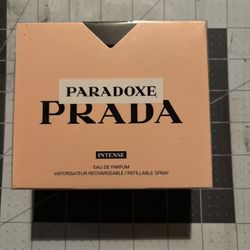 PARADOXE
PRADA
INTENSE
EAU DE PARFUM
VAPORISATEUR RECHARGEABLE / REFILLABLE SPRAY